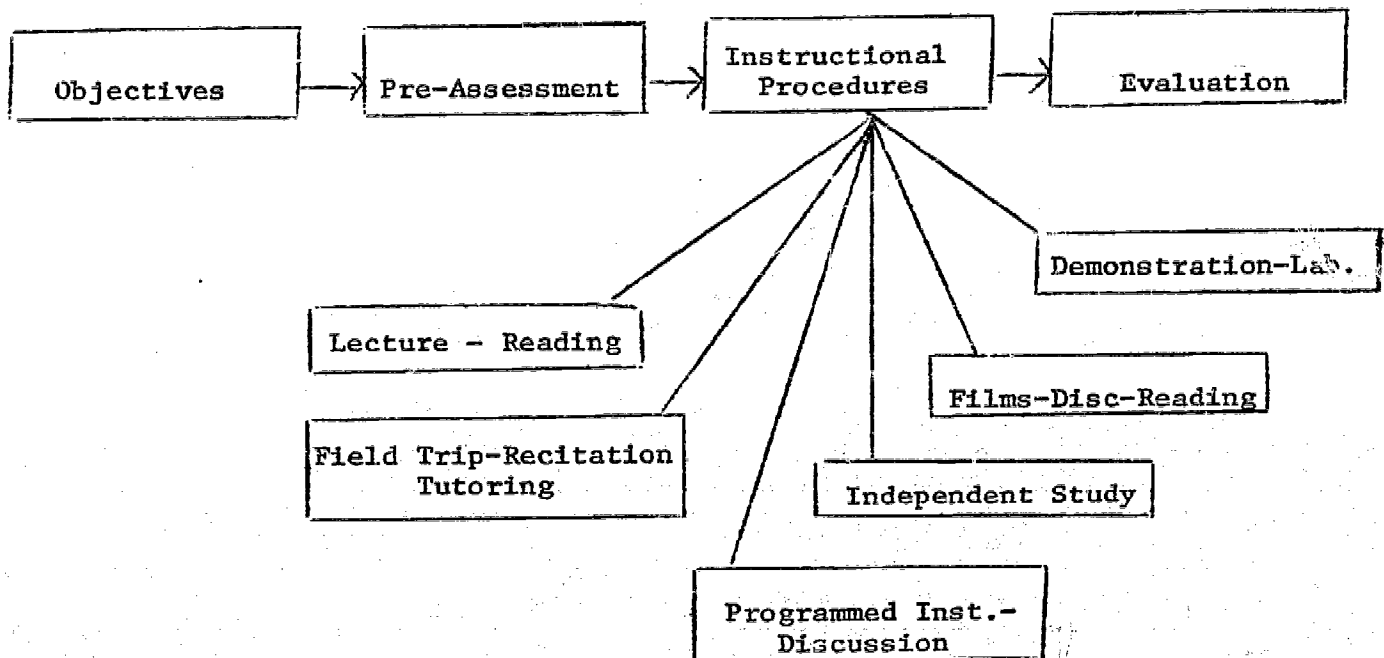 Objectives
Pre-Assessment
Instructional
Procedures
Evaluation
Demonstration-Lab.
Lecture - Reading
Films-Disc-Reading
Field Trip-Recitation
Tutoring
Independent Study
Programmed Inst.-
Discussion